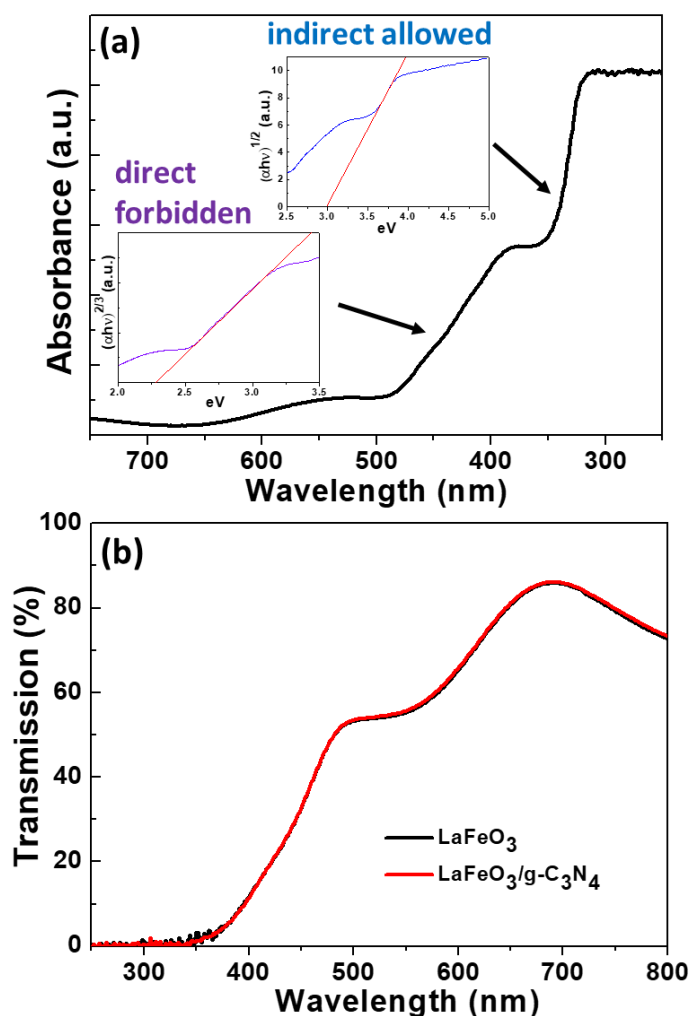 (a)
indirect allowed
(αhν)^1/2 (a.u.)
10
8
6
4
2
0
2.5 3.0 3.5 4.0 4.5 5.0
eV
direct
forbidden
(αhν)^2/3 (a.u.)
2.0 2.5 3.0 3.5
eV
Absorbance (a.u.)
700 600 500 400 300
Wavelength (nm)
(b)
Transmission (%)
100
80
60
40
20
0
LaFeO₃
LaFeO₃/g-C₃N₄
300 400 500 600 700 800
Wavelength (nm)